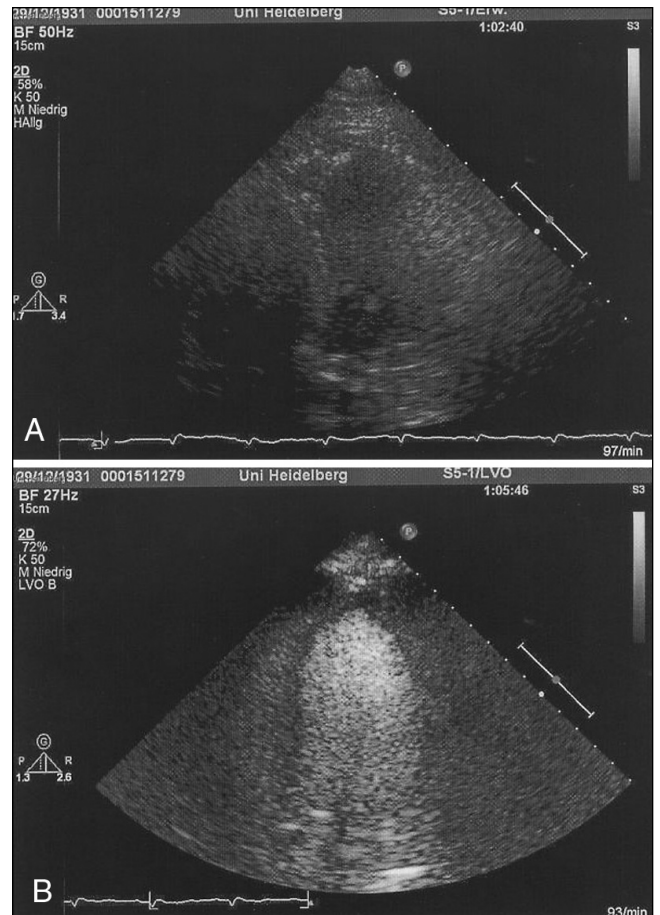 29/12/1931 0001511279 Uni Heidelberg S5-1/Erw.
BF 50Hz 1:02:40 S3
15cm
P
2D
58%
K 50
M Niedrig
HAllg
G
P R
1.7 3.4
A
97/min
29/12/1931 0001511279 Uni Heidelberg S5-1/LVO
BF 27Hz 1:05:46 S3
15cm
P
2D
72%
K 50
M Niedrig
LVO B
G
P R
1.3 2.6
B
93/min